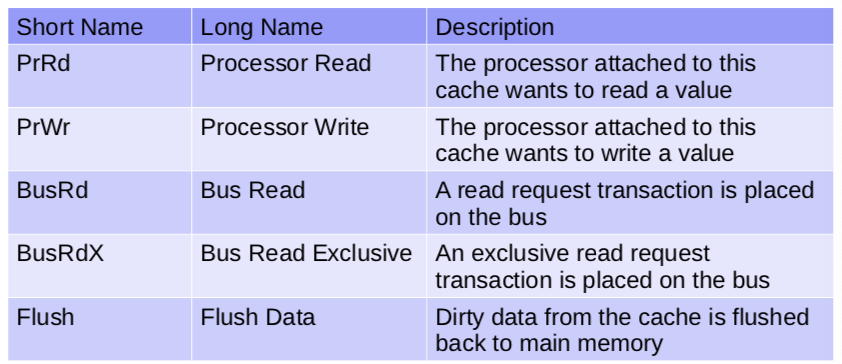 Short Name Long Name Description
PrRd Processor Read The processor attached to this
cache wants to read a value
PrWr Processor Write The processor attached to this
cache wants to write a value
BusRd Bus Read A read request transaction is placed
on the bus
BusRdX Bus Read Exclusive An exclusive read request
transaction is placed on the bus
Flush Flush Data Dirty data from the cache is flushed
back to main memory